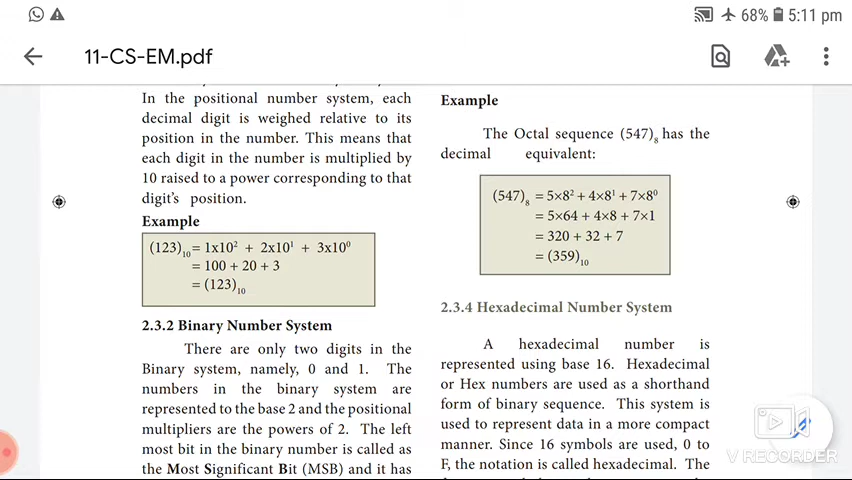 68% 5:11 pm
11-CS-EM.pdf
In the positional number system, each
decimal digit is weighed relative to its
position in the number. This means that
each digit in the number is multiplied by
10 raised to a power corresponding to that
digit's position.
Example
(123)₁₀ = 1x10² + 2x10¹ + 3x10⁰
= 100 + 20 + 3
= (123)₁₀
2.3.2 Binary Number System
There are only two digits in the
Binary system, namely, 0 and 1. The
numbers in the binary system are
represented to the base 2 and the positional
multipliers are the powers of 2. The left
most bit in the binary number is called as
the Most Significant Bit (MSB) and it has
Example
The Octal sequence (547)₈ has the
decimal equivalent:
(547)₈ = 5×8² + 4×8¹ + 7×8⁰
= 5×64 + 4×8 + 7×1
= 320 + 32 + 7
= (359)₁₀
2.3.4 Hexadecimal Number System
A hexadecimal number is
represented using base 16. Hexadecimal
or Hex numbers are used as a shorthand
form of binary sequence. This system is
used to represent data in a more compact
manner. Since 16 symbols are used, 0 to
F, the notation is called hexadecimal. The
V RECORDER